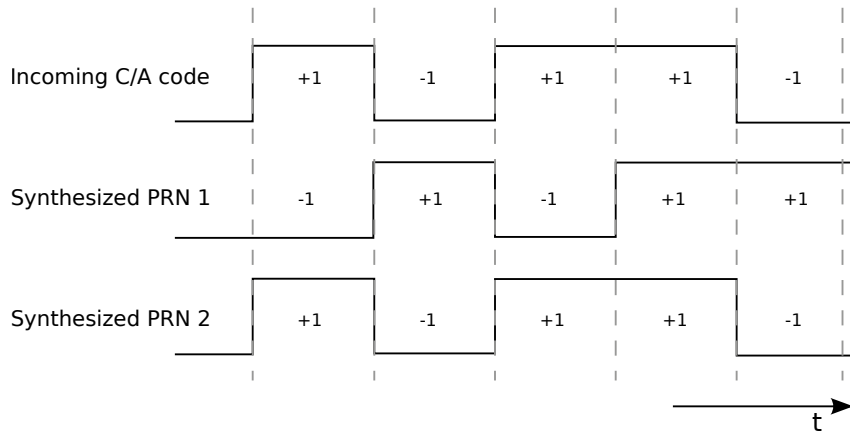 Incoming C/A code +1 -1 +1 +1 -1
Synthesized PRN 1 -1 +1 -1 +1 +1
Synthesized PRN 2 +1 -1 +1 +1 -1
t